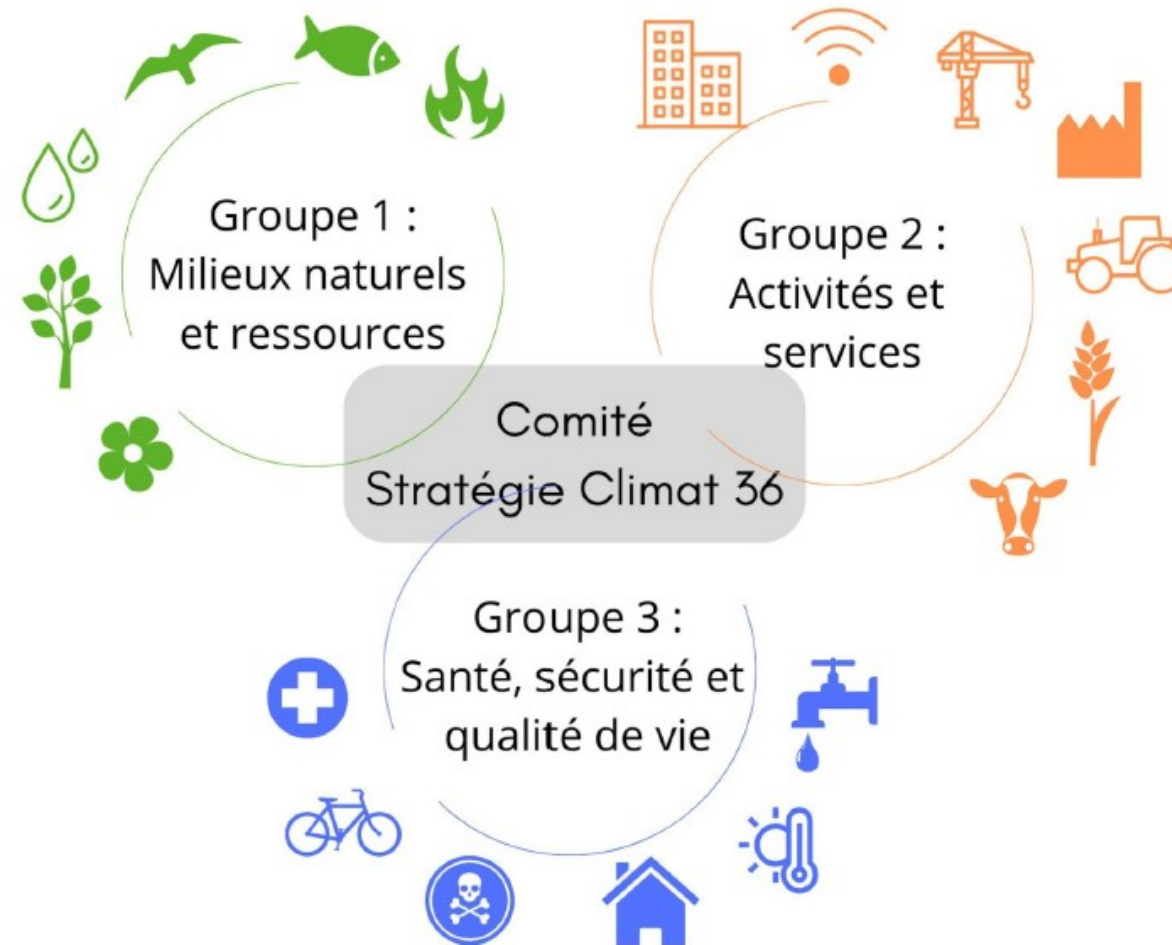 Groupe 1 :
Milieux naturels
et ressources
Groupe 2 :
Activités et
services
Comité
Stratégie Climat 36
Groupe 3 :
Santé, sécurité et
qualité de vie